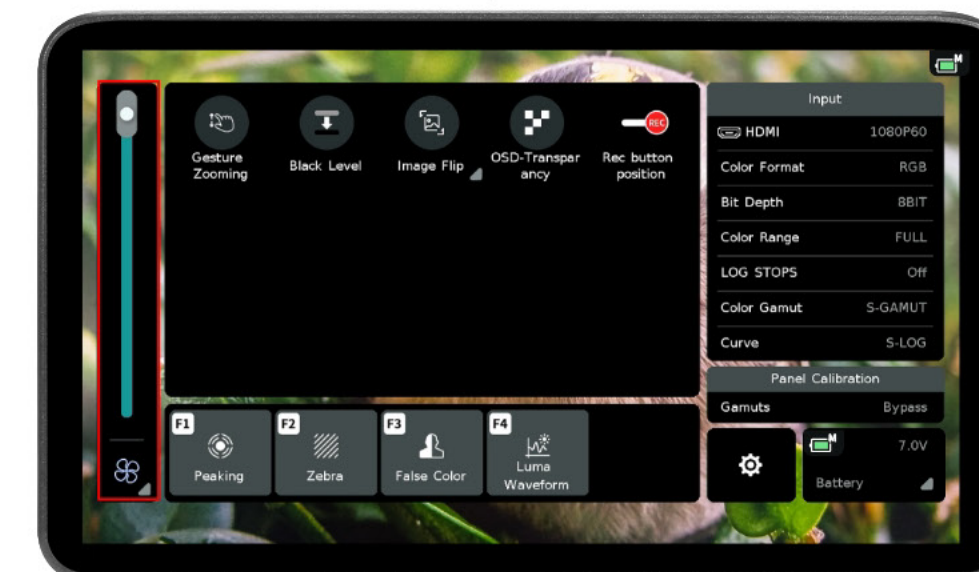 M
Gesture
Zooming
Black Level
Image Flip
OSD-Transpar
ancy
REC
Rec button
position
Input
HDMI 1080P60
Color Format RGB
Bit Depth 8BIT
Color Range FULL
LOG STOPS Off
Color Gamut S-GAMUT
Curve S-LOG
Panel Calibration
Gamuts Bypass
F1
Peaking
F2
Zebra
F3
False Color
F4
Luma
Waveform
M
7.0V
Battery